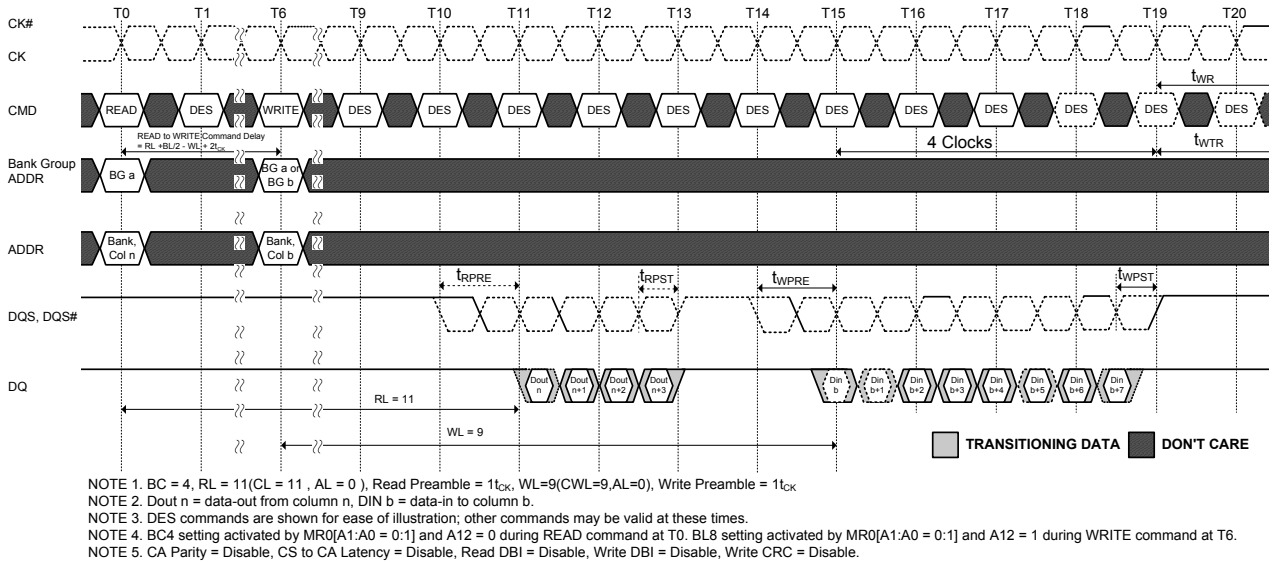 T0 T1 T6 T9 T10 T11 T12 T13 T14 T15 T16 T17 T18 T19 T20
CK#
CK
tWR
CMD READ DES WRITE DES DES DES DES DES DES DES DES DES DES DES DES
READ to WRITE Command Delay
= RL +BL/2 - WL + 2tCK
4 Clocks
tWTR
Bank Group
ADDR
BG a
BG a or
BG b
ADDR
Bank,
Col n
Bank,
Col b
tRPRE tRPST tWPRE tWPST
DQS, DQS#
DQ
Dout n Dout n+1 Dout n+2 Dout n+3 Din b Din b+1 Din b+2 Din b+3 Din b+4 Din b+5 Din b+6 Din b+7
RL = 11
WL = 9
TRANSITIONING DATA DON'T CARE
NOTE 1. BC = 4, RL = 11(CL = 11 , AL = 0 ), Read Preamble = 1tCK, WL=9(CWL=9,AL=0), Write Preamble = 1tCK
NOTE 2. Dout n = data-out from column n, DIN b = data-in to column b.
NOTE 3. DES commands are shown for ease of illustration; other commands may be valid at these times.
NOTE 4. BC4 setting activated by MR0[A1:A0 = 0:1] and A12 = 0 during READ command at T0. BL8 setting activated by MR0[A1:A0 = 0:1] and A12 = 1 during WRITE command at T6.
NOTE 5. CA Parity = Disable, CS to CA Latency = Disable, Read DBI = Disable, Write DBI = Disable, Write CRC = Disable.